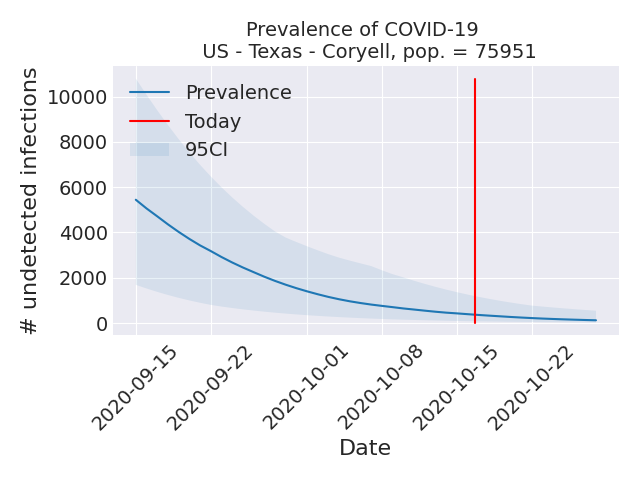 Prevalence of COVID-19
US - Texas - Coryell, pop. = 75951
# undetected infections
10000
8000
6000
4000
2000
0
Prevalence
Today
95CI
2020-09-15
2020-09-22
2020-10-01
2020-10-08
2020-10-15
2020-10-22
Date